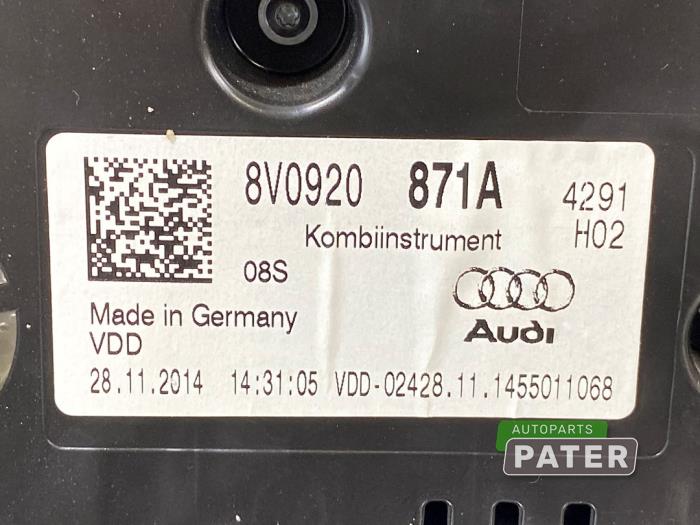 8V0920 871A 4291
Kombiinstrument H02
08S
Audi
Made in Germany
VDD
28.11.2014 14:31:05 VDD-02428.11.1455011068
AUTOPARTS
PATER